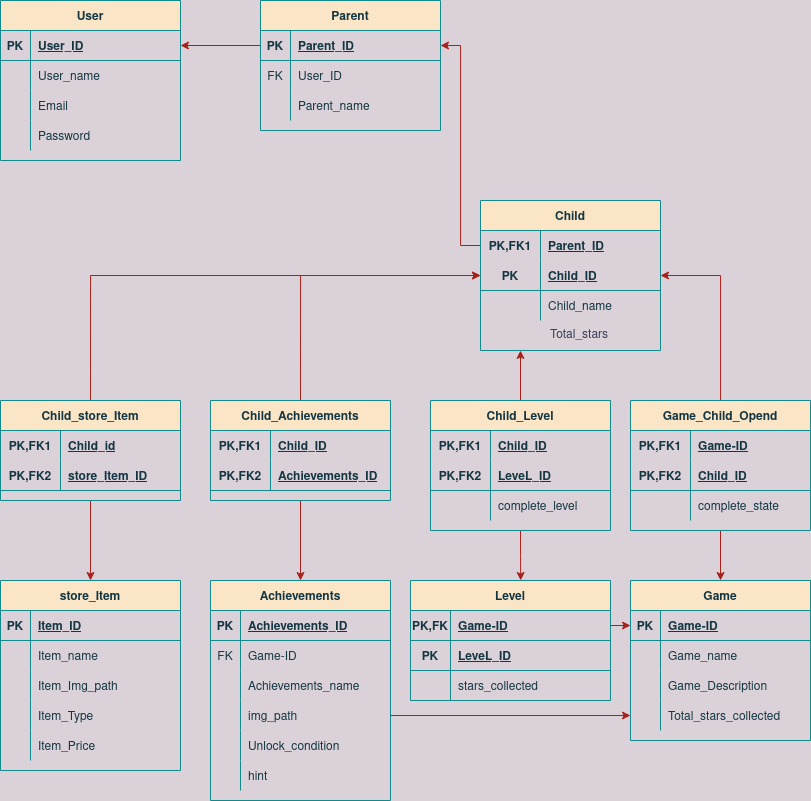 User
PK User_ID
User_name
Email
Password
Parent
PK Parent_ID
FK User_ID
Parent_name
Child
PK,FK1 Parent_ID
PK Child_ID
Child_name
Total_stars
Child_store_Item
PK,FK1 Child_id
PK,FK2 store_Item_ID
Child_Achievements
PK,FK1 Child_ID
PK,FK2 Achievements_ID
Child_Level
PK,FK1 Child_ID
PK,FK2 LeveL_ID
complete_level
Game_Child_Opend
PK,FK1 Game-ID
PK,FK2 Child_ID
complete_state
store_Item
PK Item_ID
Item_name
Item_Img_path
Item_Type
Item_Price
Achievements
PK Achievements_ID
FK Game-ID
Achievements_name
img_path
Unlock_condition
hint
Level
PK,FK Game-ID
PK LeveL_ID
stars_collected
Game
PK Game-ID
Game_name
Game_Description
Total_stars_collected